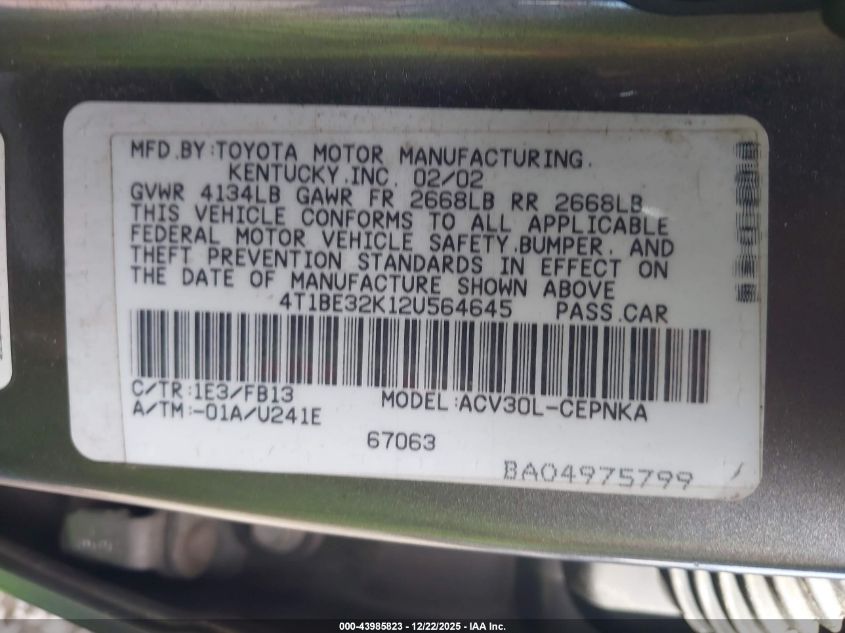 MFD.BY:TOYOTA MOTOR MANUFACTURING.
KENTUCKY.INC. 02/02
GVWR 4134LB GAWR FR 2668LB RR 2668LB
THIS VEHICLE CONFORMS TO ALL APPLICABLE
FEDERAL MOTOR VEHICLE SAFETY.BUMPER. AND
THEFT PREVENTION STANDARDS IN EFFECT ON
THE DATE OF MANUFACTURE SHOWN ABOVE
4T1BE32K12U564645 PASS.CAR
C/TR:1E3/FB13 MODEL:ACV30L-CEPNKA
A/TM:-01A/U241E
67063
BA04975799
000-43985823 - 12/22/2025 - IAA Inc.